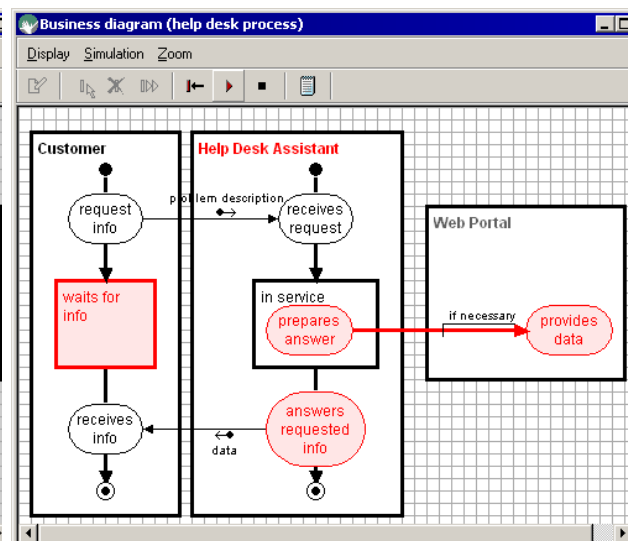 Business diagram (help desk process)
Display Simulation Zoom
Customer
Help Desk Assistant
request
info
problem description
receives
request
Web Portal
waits for
info
in service
prepares
answer
if necessary
provides
data
receives
info
answers
requested
info
data